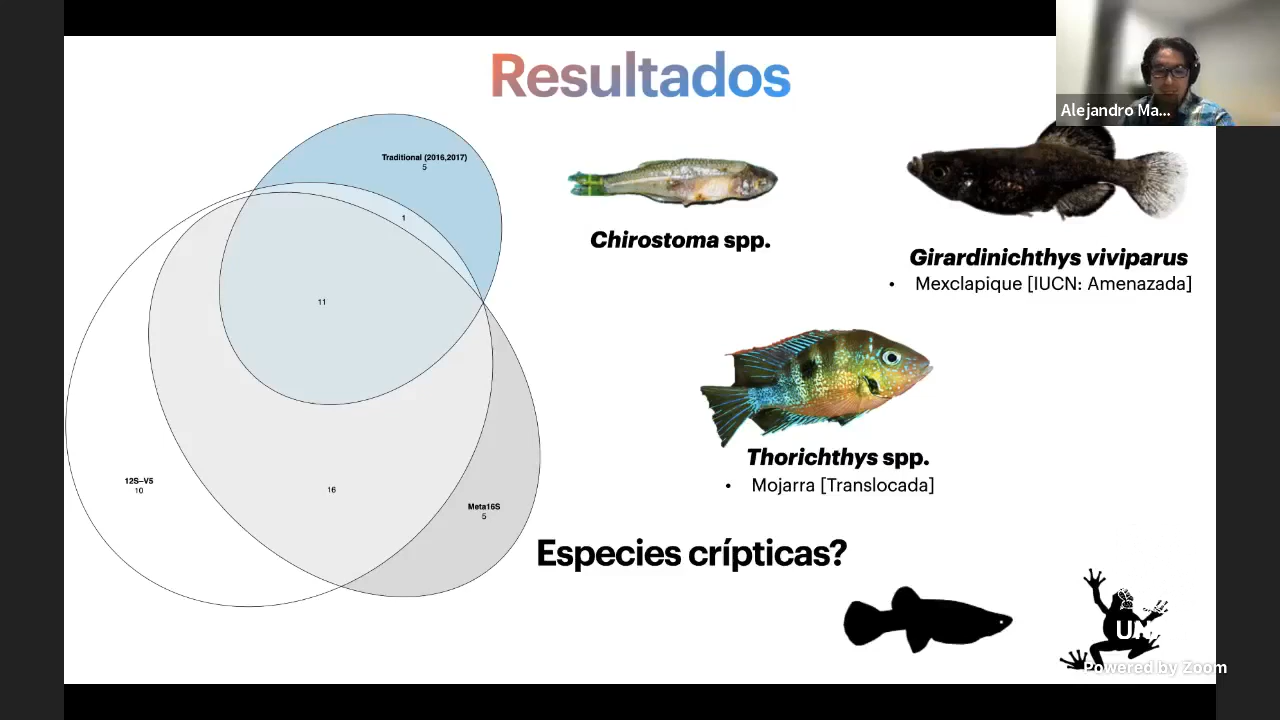 Resultados
Alejandro Ma...
Traditional (2016,2017)
5
1
11
12S–V5
10
16
Meta16S
5
Chirostoma spp.
Girardinichthys viviparus
• Mexclapique [IUCN: Amenazada]
Thorichthys spp.
• Mojarra [Translocada]
Especies crípticas?
Powered by Zoom